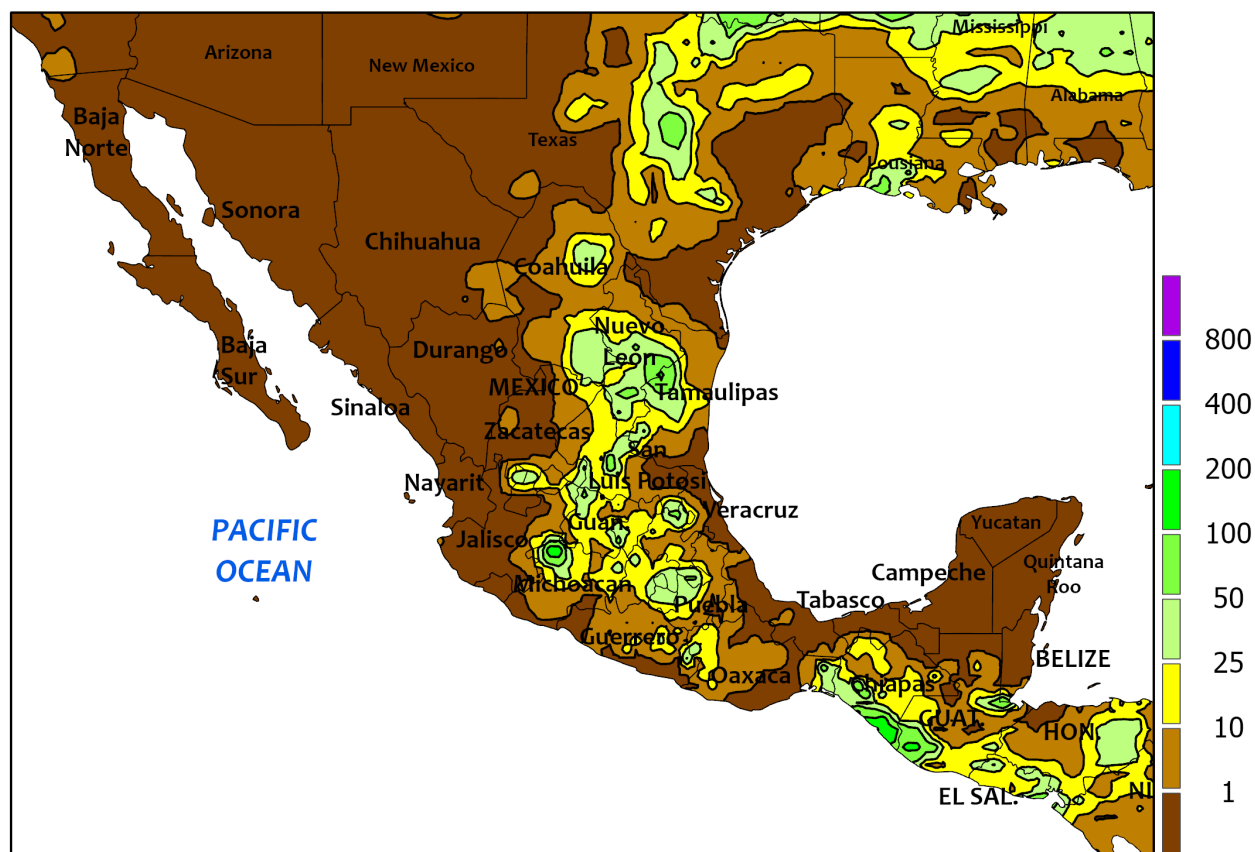 Mississippi
Arizona
New Mexico
Alabama
Baja
Norte
Texas
Lousiana
Sonora
Chihuahua
Coahuila
Nuevo
León
Baja
Sur
Durango
MEXICO
Tamaulipas
Sinaloa
Zacatecas
San
Luis Potosi
Nayarit
Veracruz
PACIFIC
OCEAN
Guan.
Jalisco
Yucatan
Quintana
Roo
Campeche
Michoacan
Puebla
Tabasco
Guerrero
BELIZE
Oaxaca
Chiapas
GUAT.
HON.
EL SAL.
NI
800
400
200
100
50
25
10
1